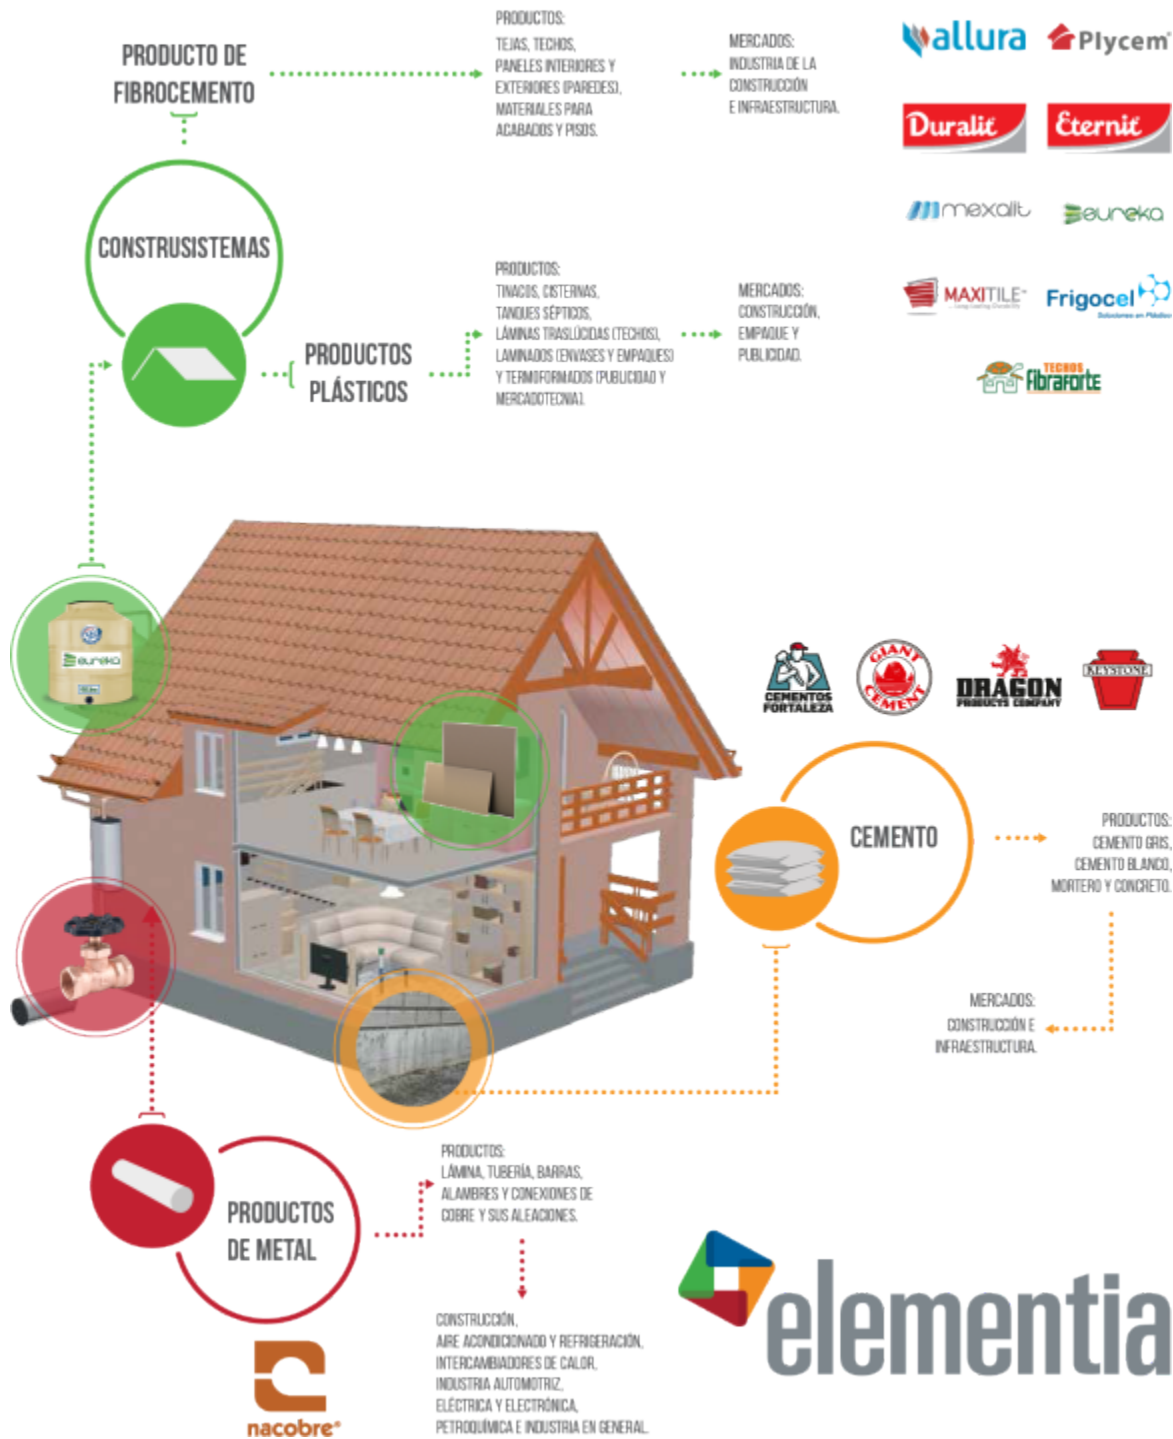 PRODUCTO DE
FIBROCEMENTO
PRODUCTOS:
TEJAS, TECHOS,
PANELES INTERIORES Y
EXTERIORES (PAREDES),
MATERIALES PARA
ACABADOS Y PISOS.
MERCADOS:
INDUSTRIA DE LA
CONSTRUCCIÓN
E INFRAESTRUCTURA.
allura
Plycem
Duralit
Eternit
mexalit
eureka
MAXITILE
Frigocel
Soluciones en Plástico
TECHOS
Fibraforte
CONSTRUSISTEMAS
PRODUCTOS
PLÁSTICOS
PRODUCTOS:
TINACOS, CISTERNAS,
TANQUES SÉPTICOS,
LÁMINAS TRASLÚCIDAS (TECHOS),
LAMINADOS (ENVASES Y EMPAQUES)
Y TERMOFORMADOS (PUBLICIDAD Y
MERCADOTECNIA).
MERCADOS:
CONSTRUCCIÓN,
EMPAQUE Y
PUBLICIDAD.
eureka
CEMENTOS
FORTALEZA
GIANT
CEMENT
DRAGON
PRODUCTS COMPANY
KEYSTONE
CEMENTO
PRODUCTOS:
CEMENTO GRIS,
CEMENTO BLANCO,
MORTERO Y CONCRETO.
MERCADOS:
CONSTRUCCIÓN E
INFRAESTRUCTURA.
PRODUCTOS
DE METAL
PRODUCTOS:
LÁMINA, TUBERÍA, BARRAS,
ALAMBRES Y CONEXIONES DE
COBRE Y SUS ALEACIONES.
CONSTRUCCIÓN,
AIRE ACONDICIONADO Y REFRIGERACIÓN,
INTERCAMBIADORES DE CALOR,
INDUSTRIA AUTOMOTRIZ,
ELÉCTRICA Y ELECTRÓNICA,
PETROQUÍMICA E INDUSTRIA EN GENERAL.
nacobre®
elementia